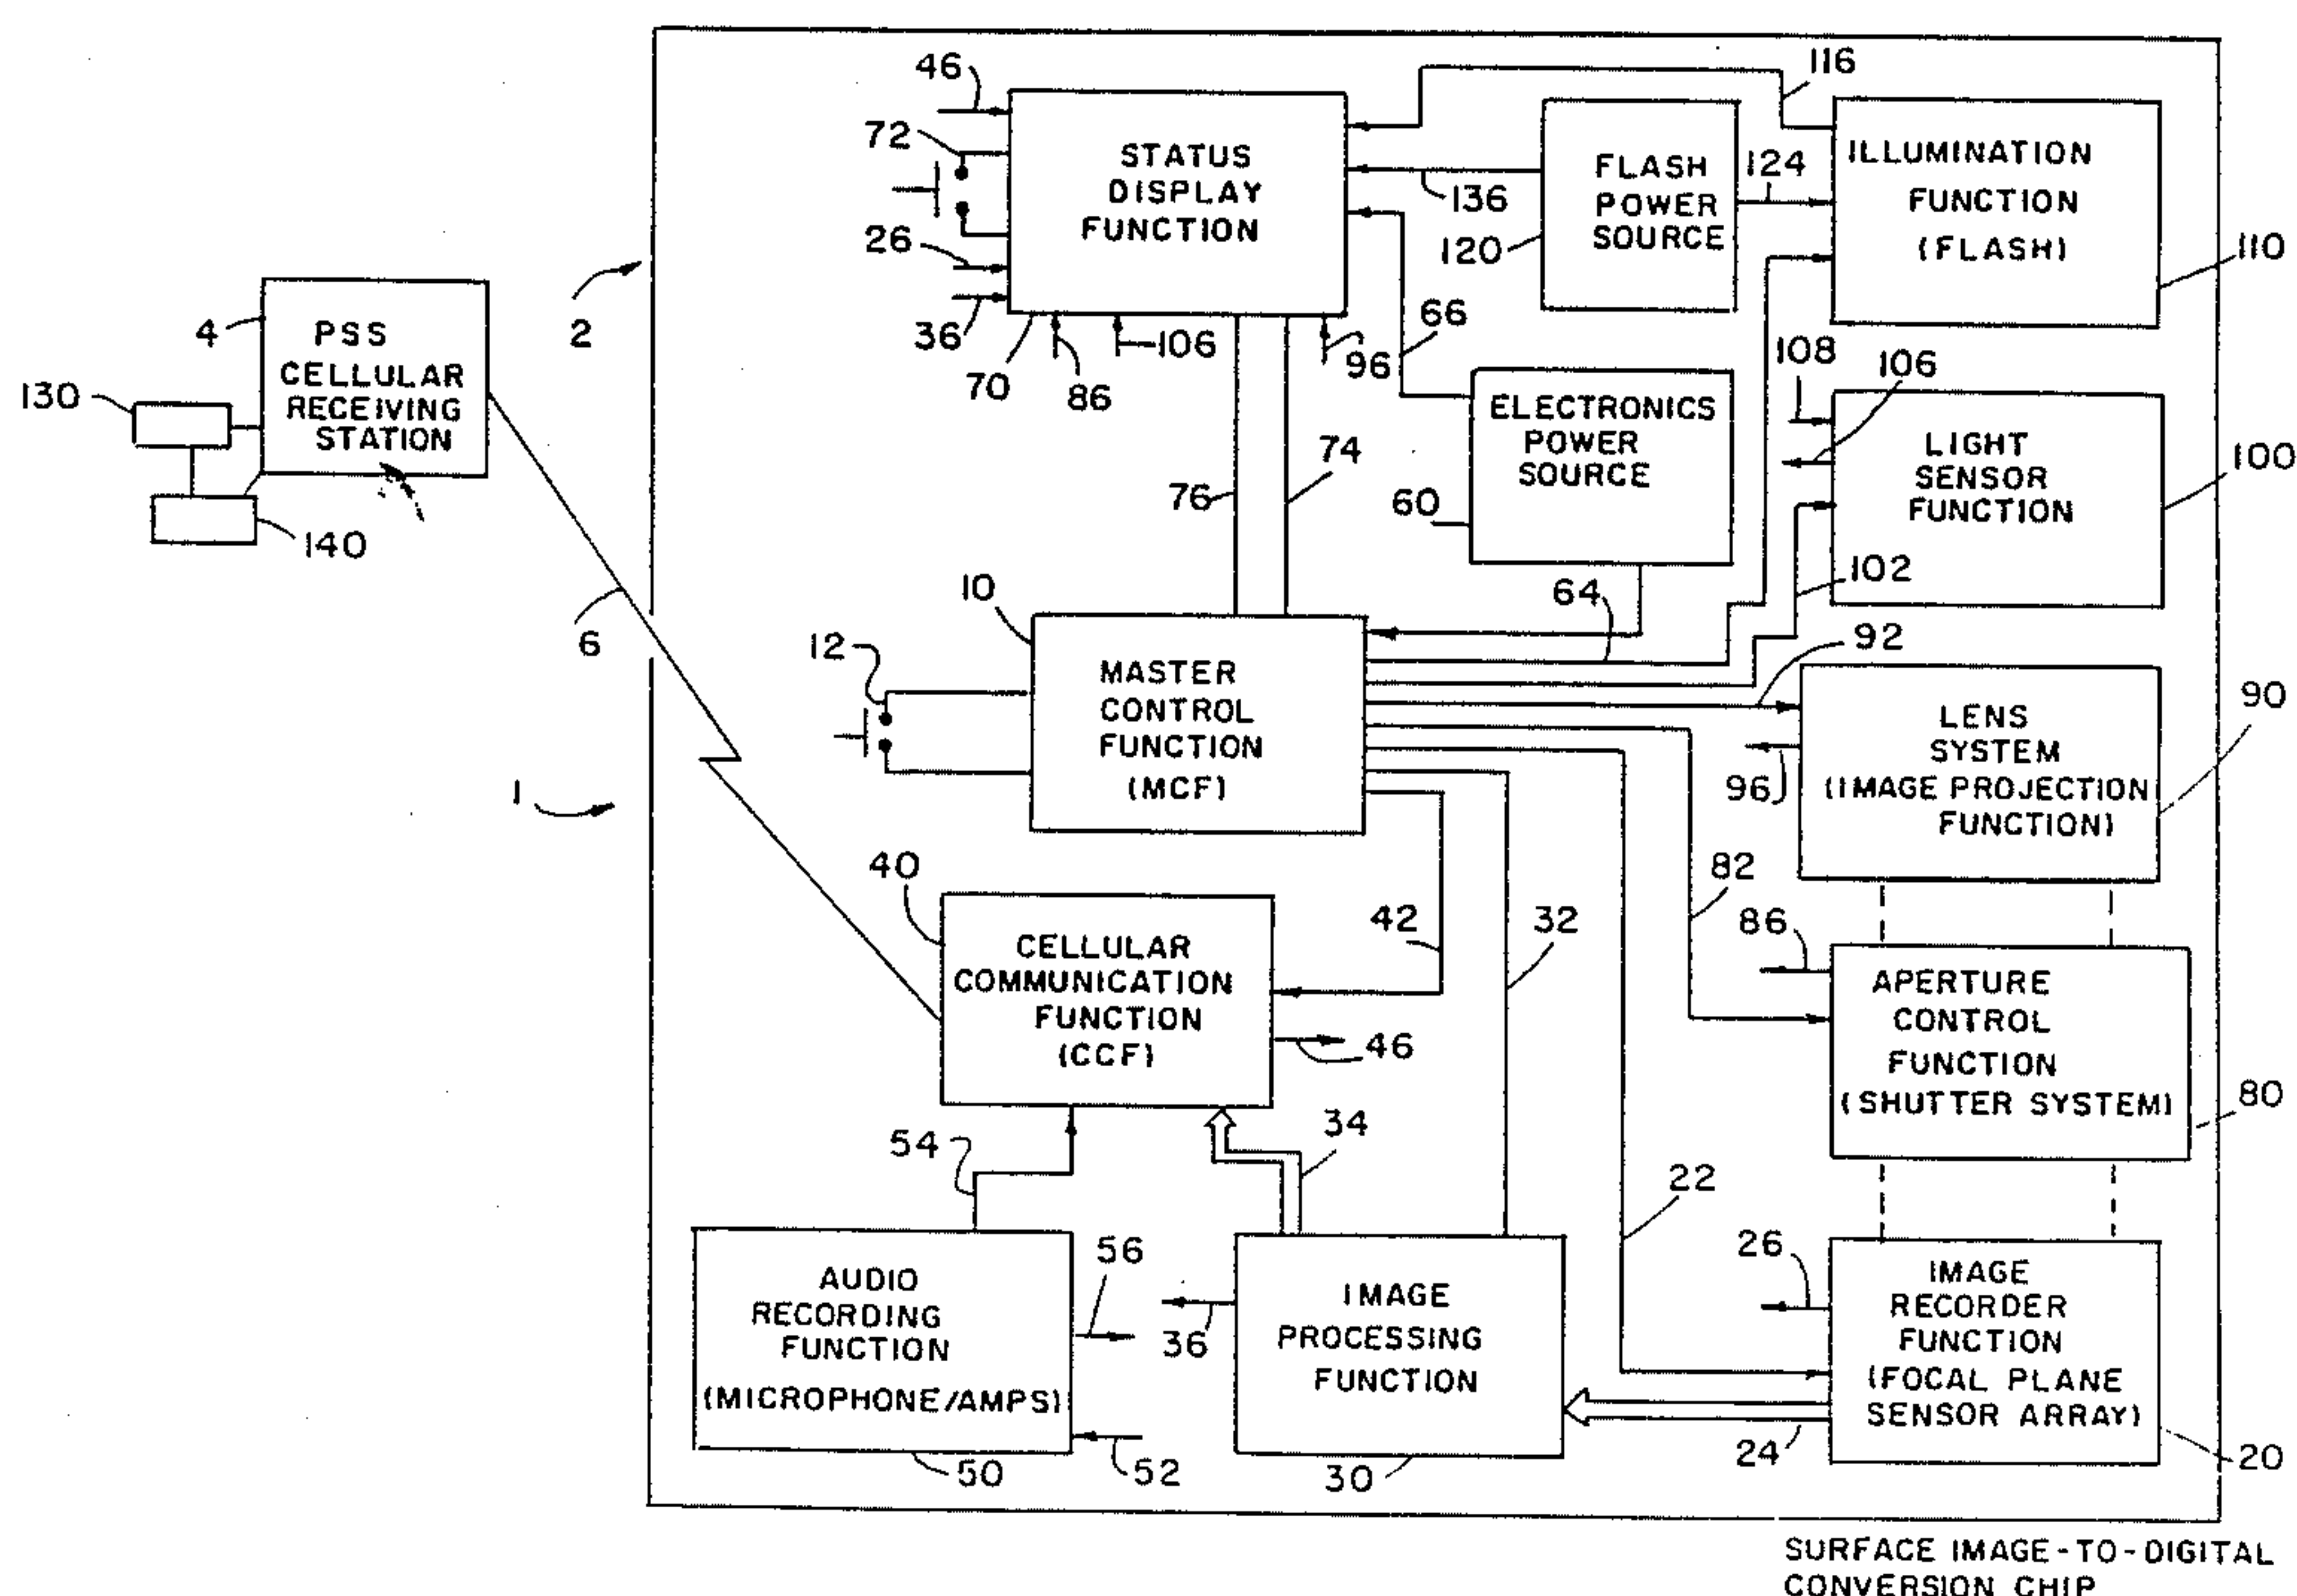 46
116
72
STATUS
DISPLAY
FUNCTION
FLASH
POWER
SOURCE
124
ILLUMINATION
FUNCTION
(FLASH)
136
26
120
110
36
70
86
106
96
66
4
PSS
CELLULAR
RECEIVING
STATION
2
130
140
108
106
ELECTRONICS
POWER
SOURCE
LIGHT
SENSOR
FUNCTION
100
76
74
60
102
6
10
64
12
92
MASTER
CONTROL
FUNCTION
(MCF)
LENS
SYSTEM
(IMAGE PROJECTION
FUNCTION)
90
96
1
40
82
42
32
86
CELLULAR
COMMUNICATION
FUNCTION
(CCF)
46
APERTURE
CONTROL
FUNCTION
(SHUTTER SYSTEM)
80
54
34
22
56
26
AUDIO
RECORDING
FUNCTION
(MICROPHONE/AMPS)
36
IMAGE
PROCESSING
FUNCTION
IMAGE
RECORDER
FUNCTION
(FOCAL PLANE
SENSOR ARRAY)
50
52
30
24
20
SURFACE IMAGE-TO-DIGITAL
CONVERSION CHIP